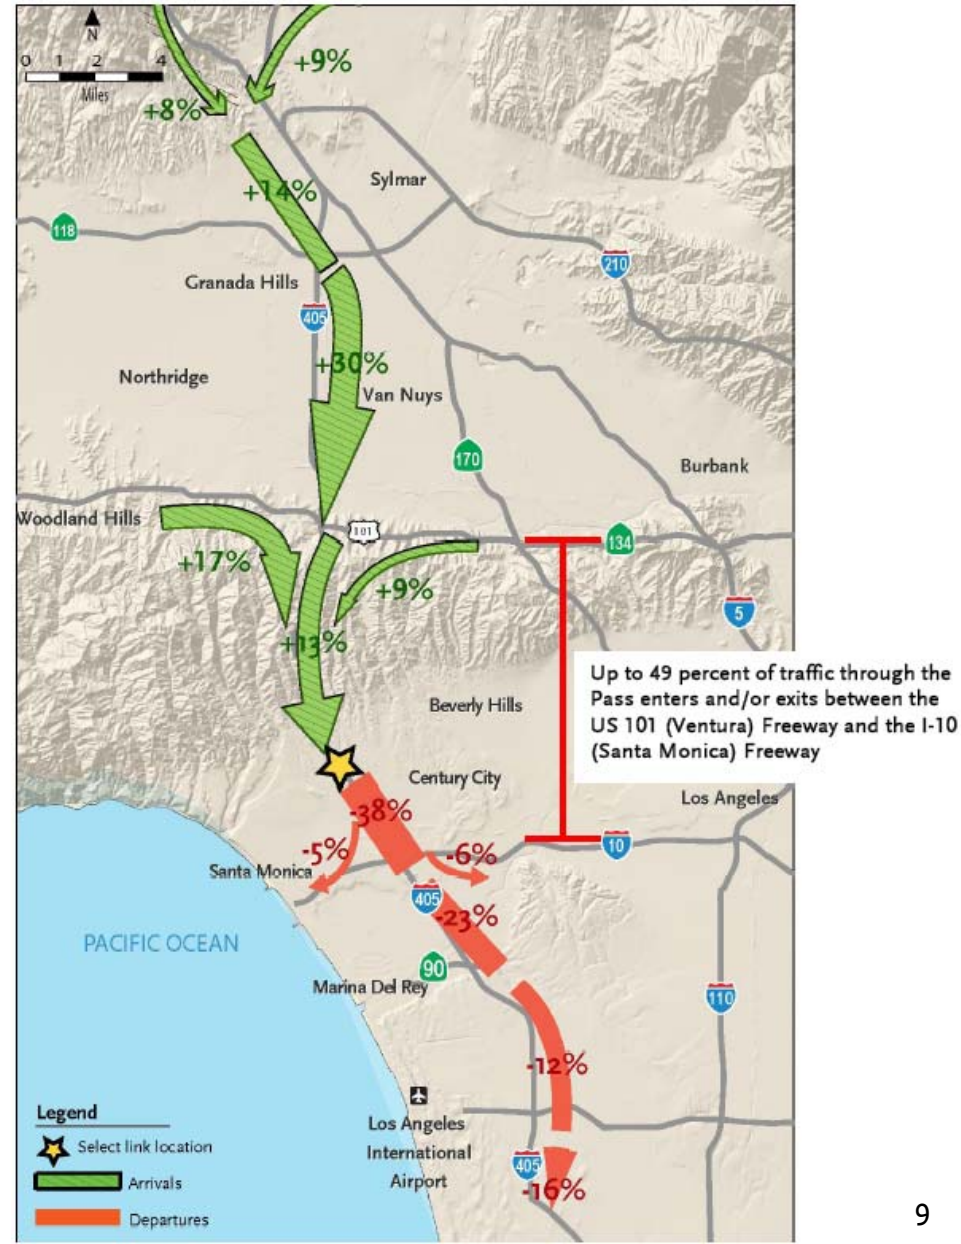 N
0 1 2 4
Miles
+8%
+9%
+14%
Sylmar
118
210
Granada Hills
405
+30%
Northridge
Van Nuys
170
Burbank
Woodland Hills
101
134
+17%
+9%
5
+13%
Up to 49 percent of traffic through the
Pass enters and/or exits between the
US 101 (Ventura) Freeway and the I-10
(Santa Monica) Freeway
Beverly Hills
Century City
Los Angeles
-38%
-5%
-6%
10
Santa Monica
405
-23%
PACIFIC OCEAN
90
Marina Del Rey
110
-12%
Los Angeles
International
Airport
405
-16%
Legend
Select link location
Arrivals
Departures
9